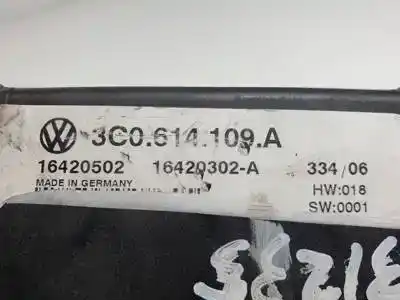 3C0.614.109.A
16420502 16420302-A 334/06
MADE IN GERMANY HW:018
SW:0001